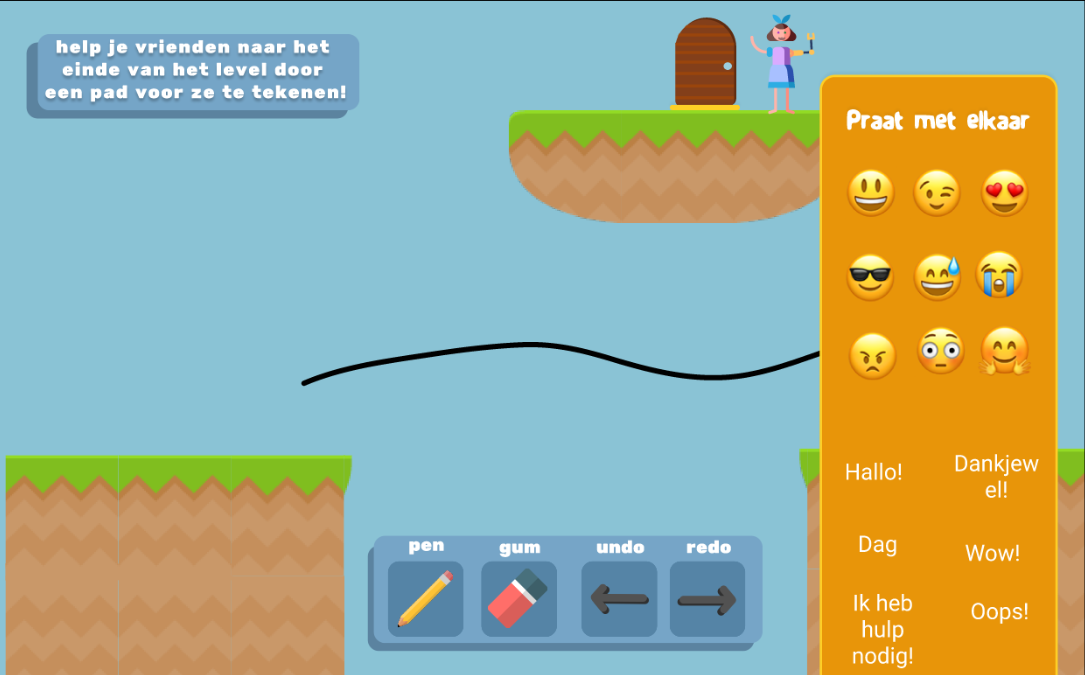 help je vrienden naar het
einde van het level door
een pad voor ze te tekenen!
Praat met elkaar
Hallo!
Dankjew
el!
Dag
Wow!
Ik heb
hulp
nodig!
Oops!
pen
gum
undo
redo